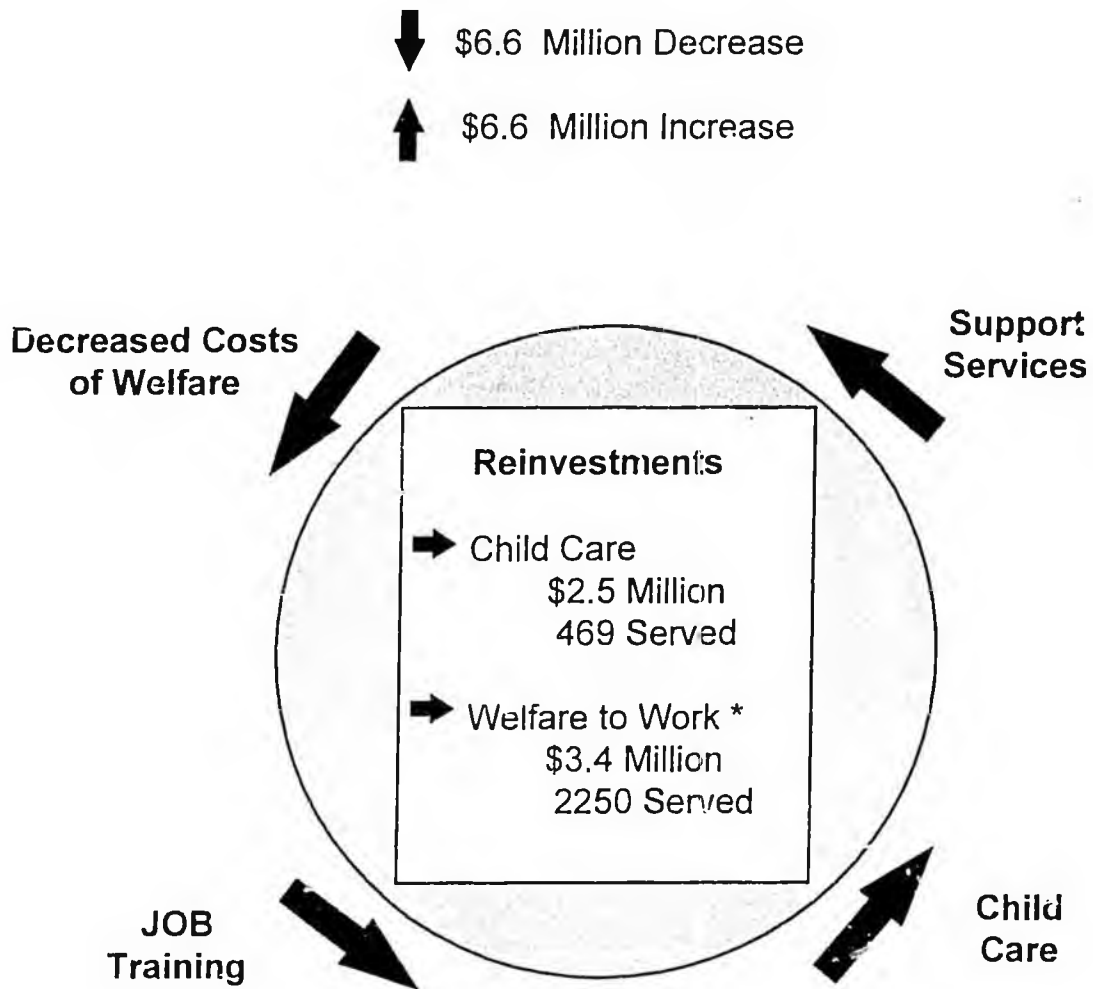 $6.6 Million Decrease
$6.6 Million Increase
Decreased Costs
of Welfare
Support
Services
Reinvestments
Child Care
$2.5 Million
469 Served
Welfare to Work *
$3.4 Million
2250 Served
JOB
Training
Child
Care